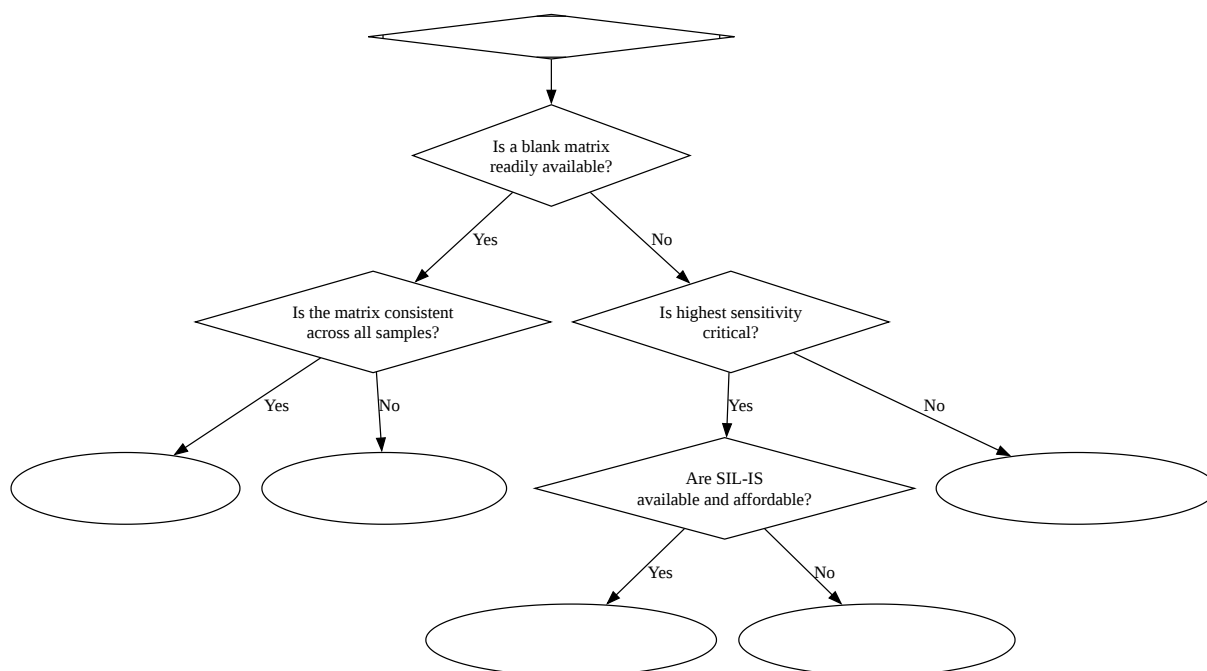 Is a blank matrix
readily available?
Yes
No
Is the matrix consistent
across all samples?
Is highest sensitivity
critical?
Yes
No
Yes
No
Are SIL-IS
available and affordable?
Yes
No